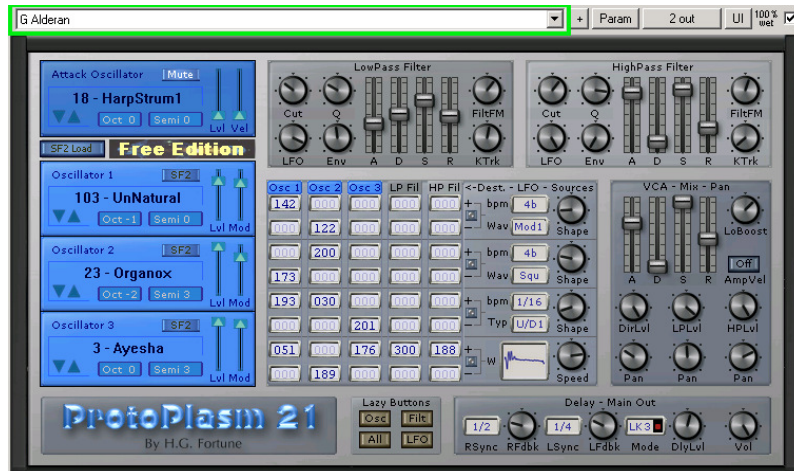 G Alderan
+ Param 2 out UI 100% wet
Attack Oscillator Mute
18 - HarpStrum1
Oct 0 Semi 0 Lvl Vel
SF2 Load Free Edition
Oscillator 1 SF2
103 - UnNatural
Oct -1 Semi 0 Lvl Mod
Oscillator 2 SF2
23 - Organox
Oct -2 Semi 3 Lvl Mod
Oscillator 3 SF2
3 - Ayesha
Oct 0 Semi 3 Lvl Mod
LowPass Filter
Cut Q FiltFM
LFO Env A D S R KTrk
HighPass Filter
Cut Q FiltFM
LFO Env A D S R KTrk
Osc 1 Osc 2 Osc 3 LP Fil HP Fil <-Dest. - LFO - Sources
142 000 000 000 000 + bpm 4b
000 122 000 000 000 - Wav Mod1 Shape
000 200 000 000 000 + bpm 4b
173 000 000 000 000 - Wav Squ Shape
193 030 000 000 000 + bpm 1/16
000 000 201 000 000 - Typ U/D1 Shape
051 000 176 300 188 + W
000 189 000 000 000 - Speed
VCA - Mix - Pan
LoBoost
Off
A D S R AmpVel
DirLvl LPLvl HPLvl
Pan Pan Pan
ProtoPlasm 21
By H.G. Fortune
Lazy Buttons
Osc Filt
All LFO
Delay - Main Out
1/2 1/4 LK 3
RSync RFdbk LSync LFdbk Mode DlyLvl Vol